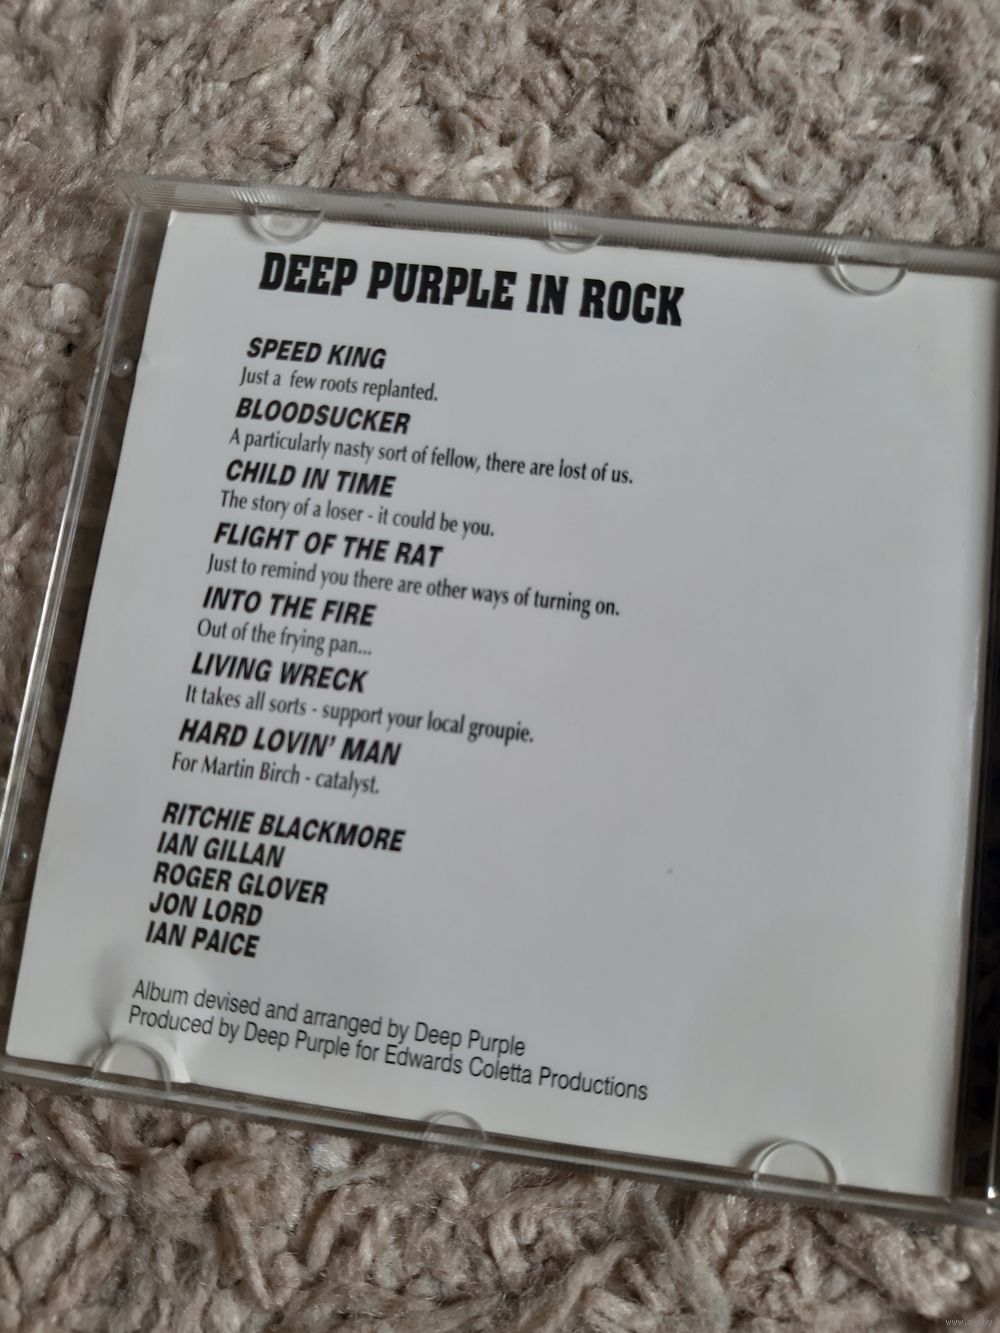 DEEP PURPLE IN ROCK
SPEED KING
Just a few roots replanted.
BLOODSUCKER
A particularly nasty sort of fellow, there are lost of us.
CHILD IN TIME
The story of a loser - it could be you.
FLIGHT OF THE RAT
Just to remind you there are other ways of turning on.
INTO THE FIRE
Out of the frying pan...
LIVING WRECK
It takes all sorts - support your local groupie.
HARD LOVIN' MAN
For Martin Birch - catalyst.
RITCHIE BLACKMORE
IAN GILLAN
ROGER GLOVER
JON LORD
IAN PAICE
Album devised and arranged by Deep Purple
Produced by Deep Purple for Edwards Coletta Productions